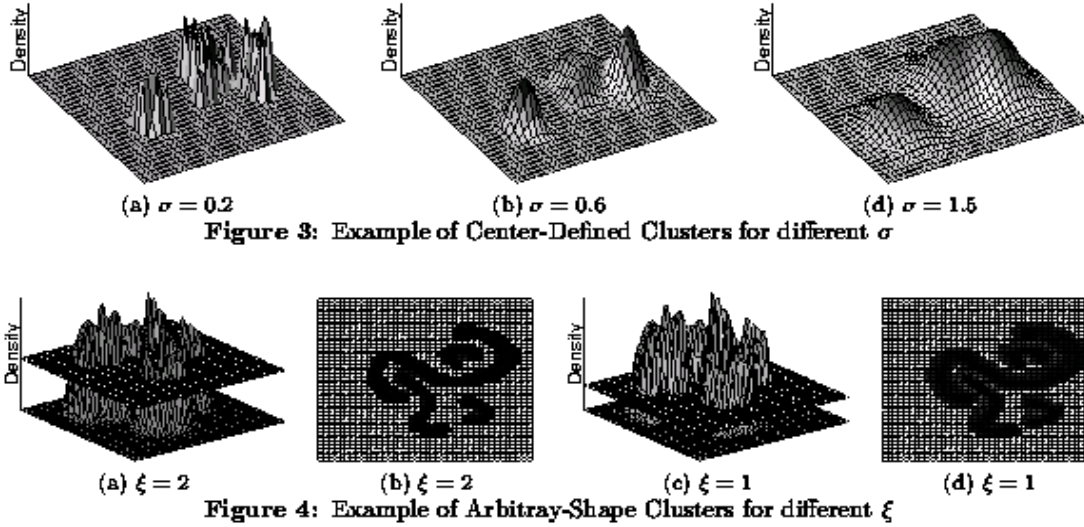 Density
Density
Density
(a) σ = 0.2
(b) σ = 0.6
(d) σ = 1.5
Figure 3: Example of Center-Defined Clusters for different σ
Density
Density
(a) ξ = 2
(b) ξ = 2
(c) ξ = 1
(d) ξ = 1
Figure 4: Example of Arbitray-Shape Clusters for different ξ